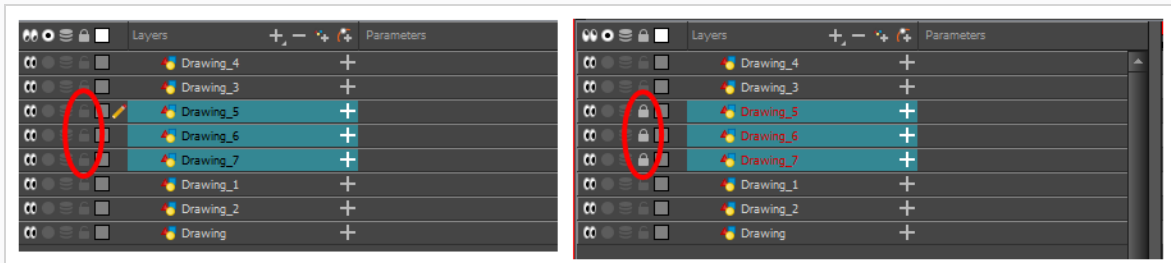 Layers Parameters
Drawing_4
Drawing_3
Drawing_5
Drawing_6
Drawing_7
Drawing_1
Drawing_2
Drawing
Layers Parameters
Drawing_4
Drawing_3
Drawing_5
Drawing_6
Drawing_7
Drawing_1
Drawing_2
Drawing